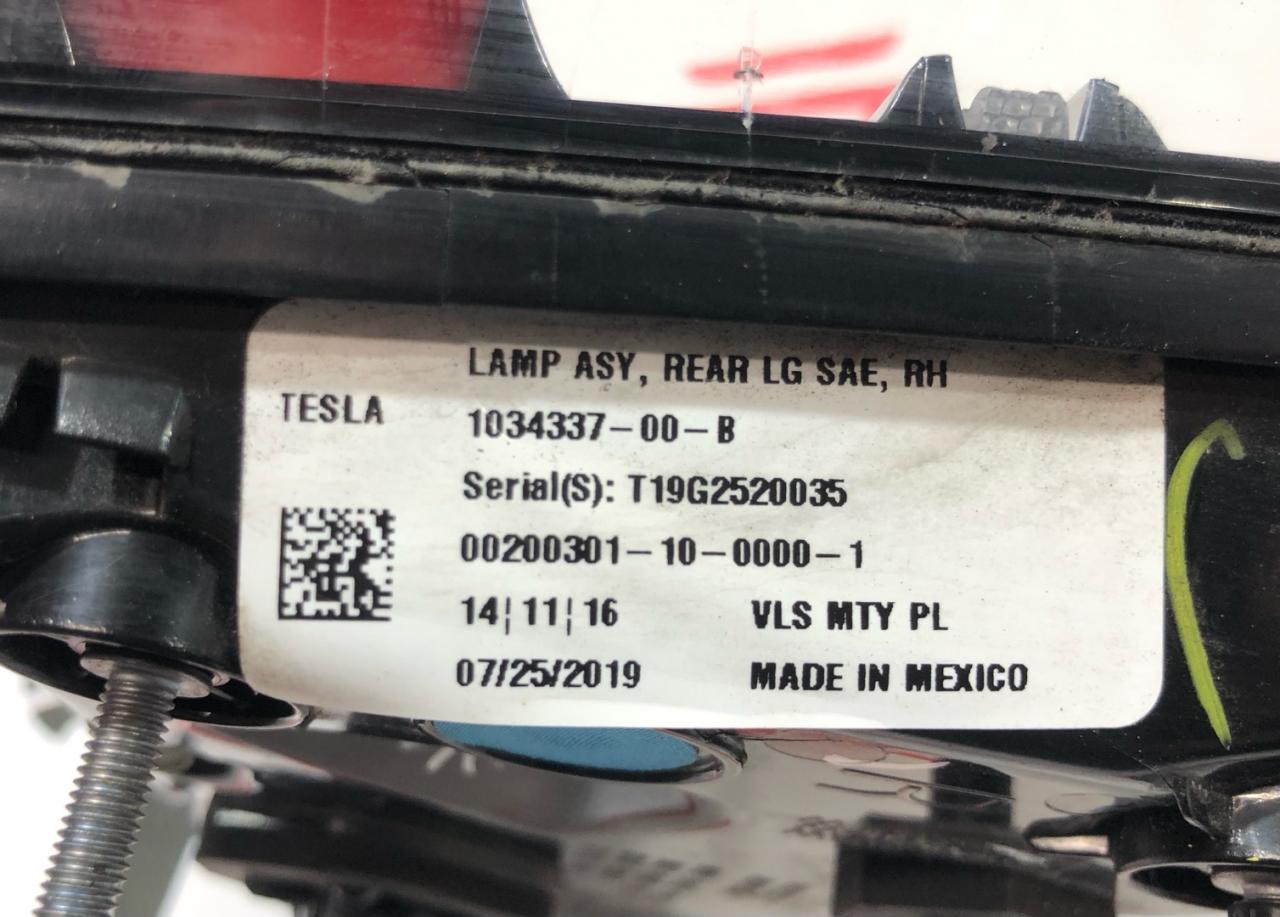 LAMP ASY, REAR LG SAE, RH
TESLA
1034337-00-B
Serial(S): T19G2520035
00200301-10-0000-1
14¦11¦16 VLS MTY PL
07/25/2019 MADE IN MEXICO